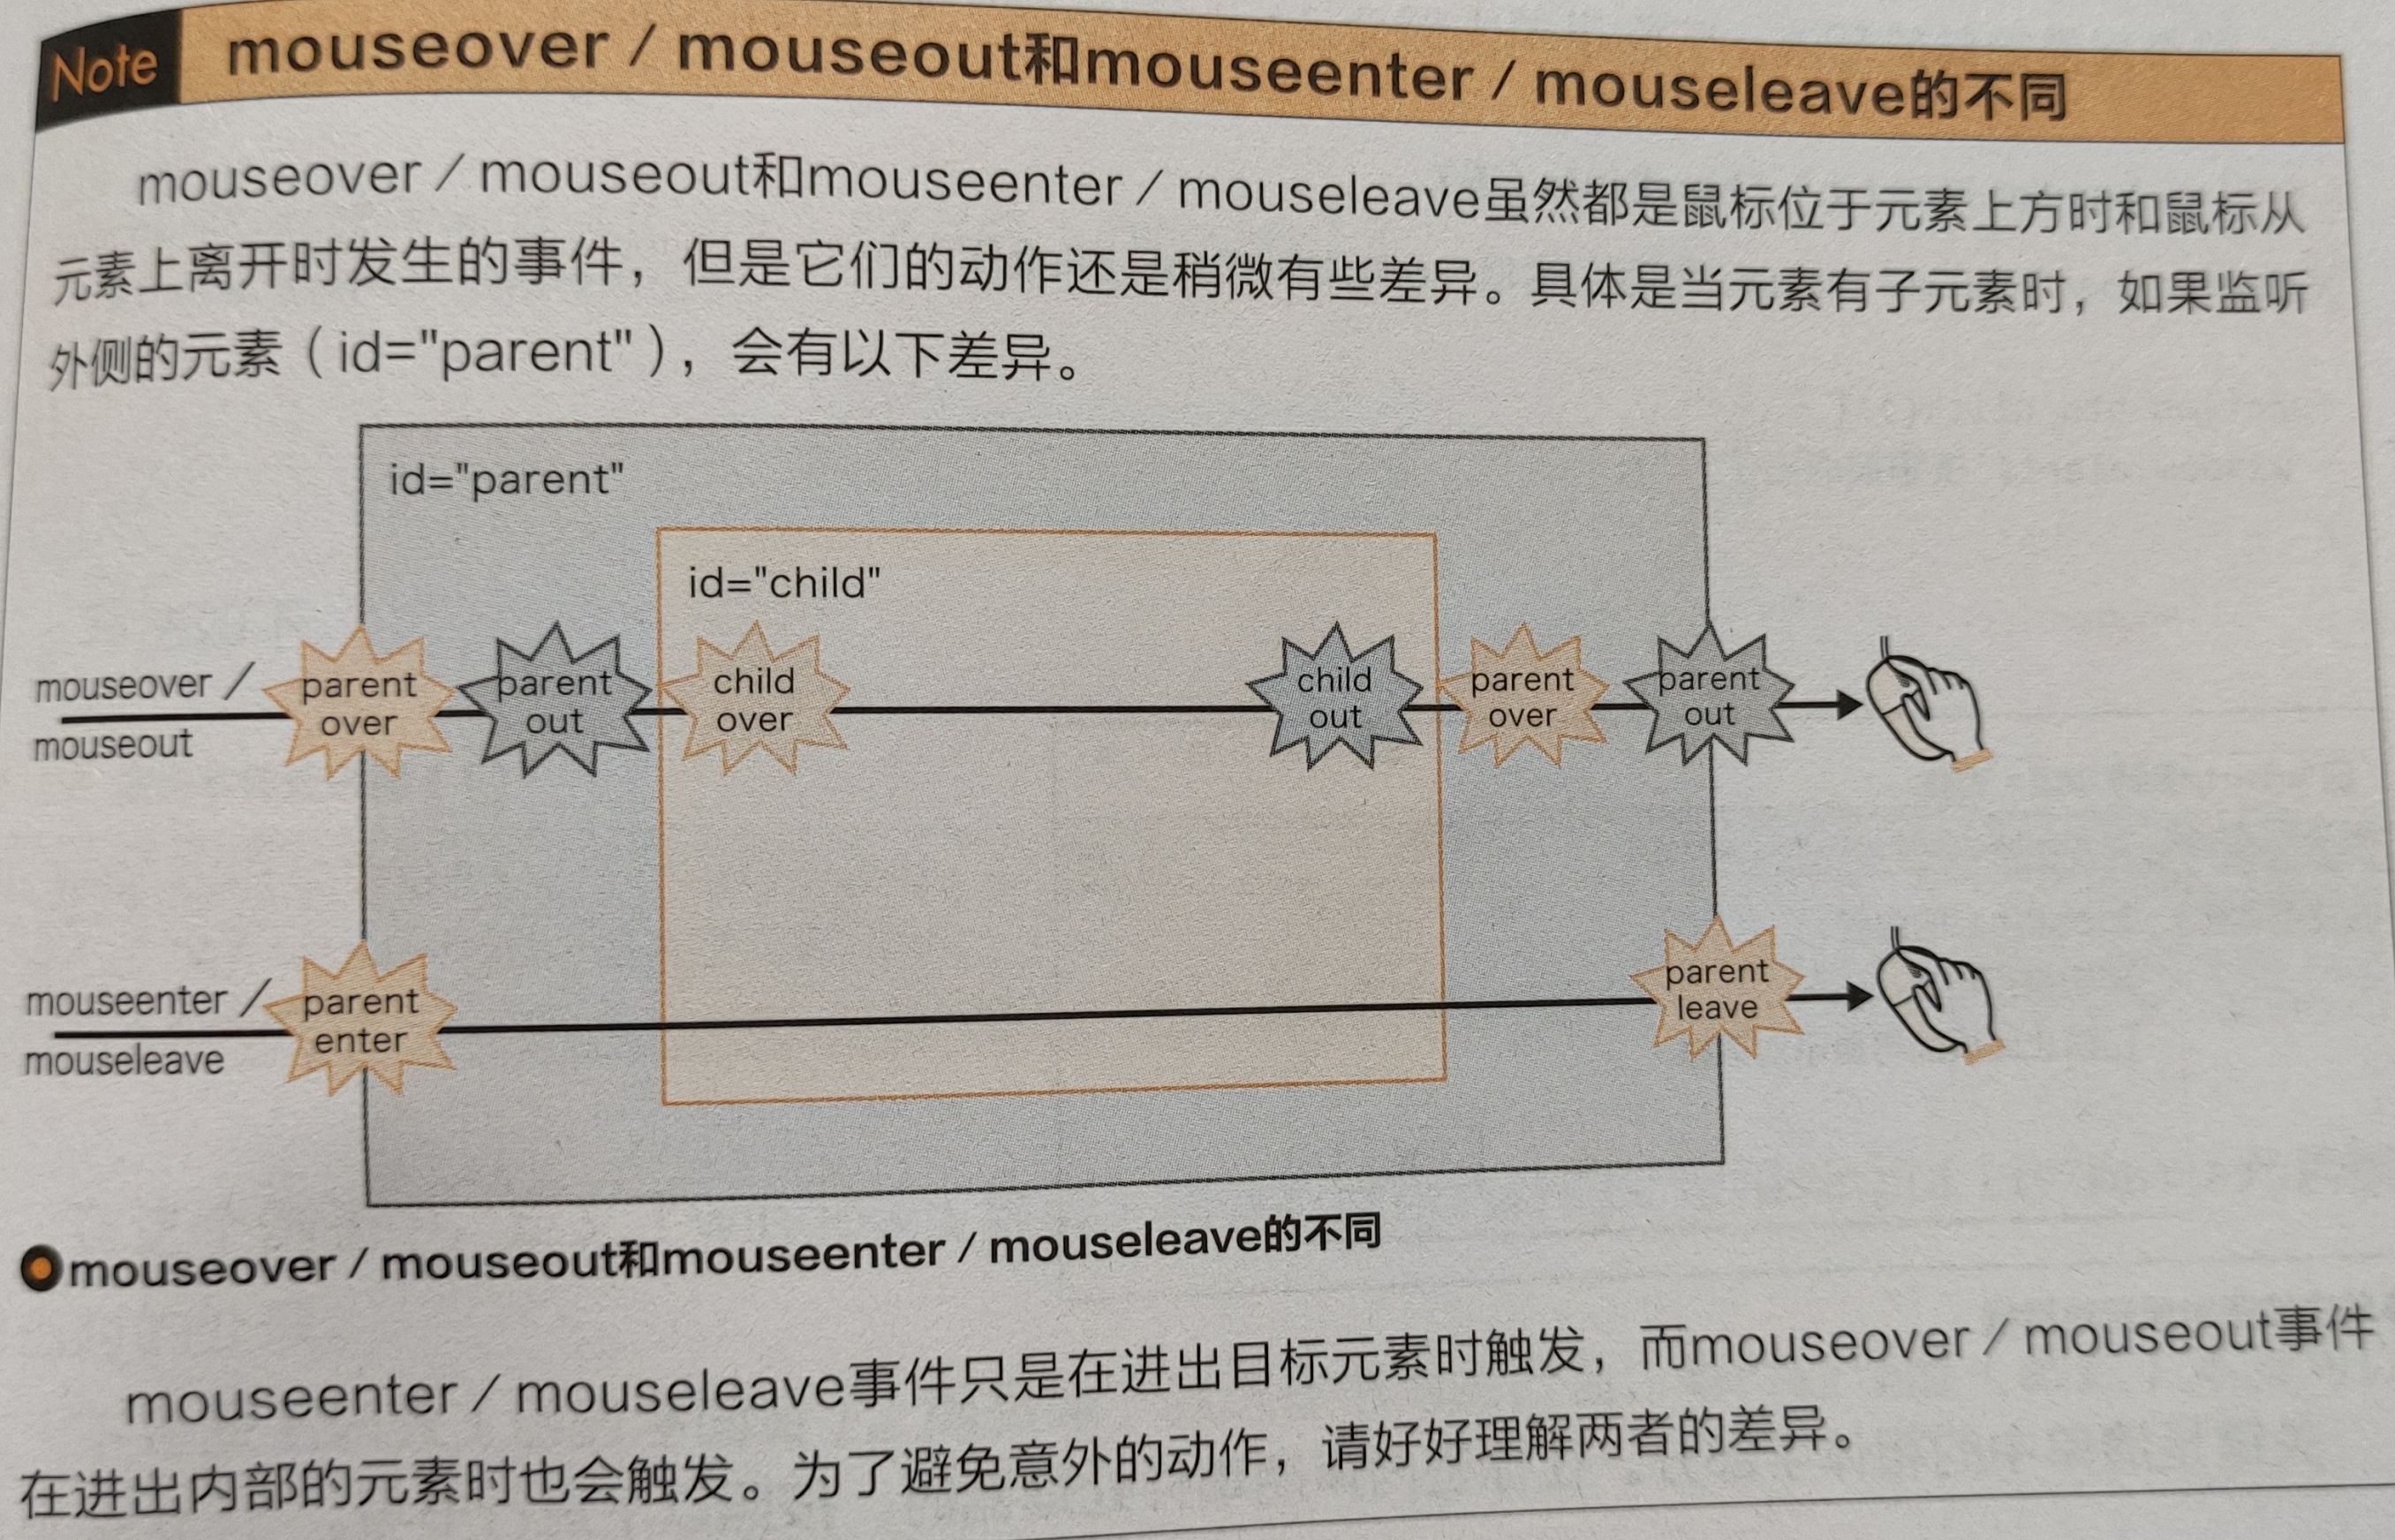 Note mouseover / mouseout和mouseenter / mouseleave的不同
mouseover / mouseout和mouseenter / mouseleave虽然都是鼠标位于元素上方时和鼠标从
元素上离开时发生的事件，但是它们的动作还是稍微有些差异。具体是当元素有子元素时，如果监听
外侧的元素（id="parent"），会有以下差异。
id="parent"
id="child"
mouseover /
mouseout
parent
over
parent
out
child
over
child
out
parent
over
parent
out
mouseenter /
mouseleave
parent
enter
parent
leave
mouseover / mouseout和mouseenter / mouseleave的不同
mouseenter / mouseleave事件只是在进出目标元素时触发，而mouseover / mouseout事件
在进出内部的元素时也会触发。为了避免意外的动作，请好好理解两者的差异。